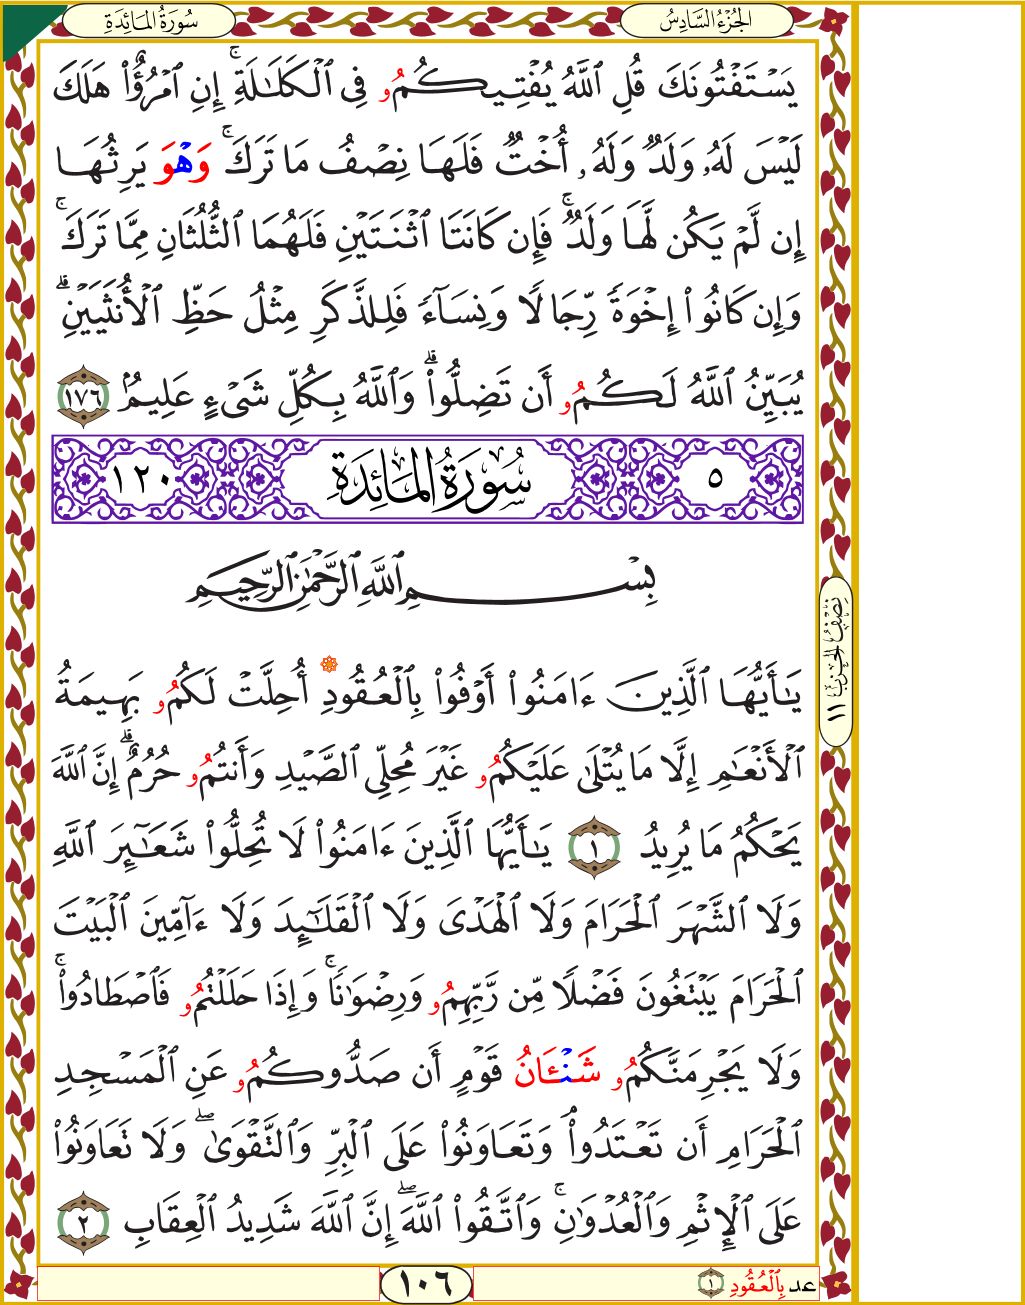 الجُزْءُ السَّادِسُ
سُورَةُ المَائِدَةِ
يَسْتَفْتُونَكَ قُلِ ٱللَّهُ يُفْتِيكُمُۥ فِي ٱلْكَلَٰلَةِۚ إِنِ ٱمْرُؤٌاْ هَلَكَ
لَيْسَ لَهُۥ وَلَدٞ وَلَهُۥٓ أُخْتٞ فَلَهَا نِصْفُ مَا تَرَكَۚ وَهْوَ يَرِثُهَا
إِن لَّمْ يَكُن لَّهَا وَلَدٞۚ فَإِن كَانَتَا ٱثْنَتَيْنِ فَلَهُمَا ٱلثُّلُثَانِ مِمَّا تَرَكَۚ
وَإِن كَانُوٓاْ إِخْوَةٗ رِّجَالٗا وَنِسَآءٗ فَلِلذَّكَرِ مِثْلُ حَظِّ ٱلْأُنثَيَيْنِۗ
يُبَيِّنُ ٱللَّهُ لَكُمُۥٓ أَن تَضِلُّواْۗ وَٱللَّهُ بِكُلِّ شَيْءٍ عَلِيمُۢ ١٧٦
٥
سُورَةُ المَائِدَةِ
١٢٠
بِسْمِ ٱللَّهِ ٱلرَّحْمَٰنِ ٱلرَّحِيمِ
يَٰٓأَيُّهَا ٱلَّذِينَ ءَامَنُوٓاْ أَوْفُواْ بِٱلْعُقُودِۚ أُحِلَّتْ لَكُمُۥ بَهِيمَةُ
ٱلْأَنْعَٰمِ إِلَّا مَا يُتْلَىٰ عَلَيْكُمُۥ غَيْرَ مُحِلِّي ٱلصَّيْدِ وَأَنتُمُۥ حُرُمٌۗ إِنَّ ٱللَّهَ
يَحْكُمُ مَا يُرِيدُ ١ يَٰٓأَيُّهَا ٱلَّذِينَ ءَامَنُواْ لَا تُحِلُّواْ شَعَٰٓئِرَ ٱللَّهِ
وَلَا ٱلشَّهْرَ ٱلْحَرَامَ وَلَا ٱلْهَدْيَ وَلَا ٱلْقَلَٰٓئِدَ وَلَآ ءَآمِّينَ ٱلْبَيْتَ
ٱلْحَرَامَ يَبْتَغُونَ فَضْلٗا مِّن رَّبِّهِمُۥ وَرِضْوَٰنٗاۚ وَإِذَا حَلَلْتُمُۥ فَٱصْطَادُواْۚ
وَلَا يَجْرِمَنَّكُمُۥ شَنْـَٔانُ قَوْمٍ أَن صَدُّوكُمُۥ عَنِ ٱلْمَسْجِدِ
ٱلْحَرَامِ أَن تَعْتَدُواْۘ وَتَعَاوَنُواْ عَلَى ٱلْبِرِّ وَٱلتَّقْوَىٰۖ وَلَا تَعَاوَنُواْ
عَلَى ٱلْإِثْمِ وَٱلْعُدْوَٰنِۚ وَٱتَّقُواْ ٱللَّهَۖ إِنَّ ٱللَّهَ شَدِيدُ ٱلْعِقَابِ ٢
نِصْفُ الحِزْبِ ١١
عد بِٱلْعُقُودِ ١
١٠٦